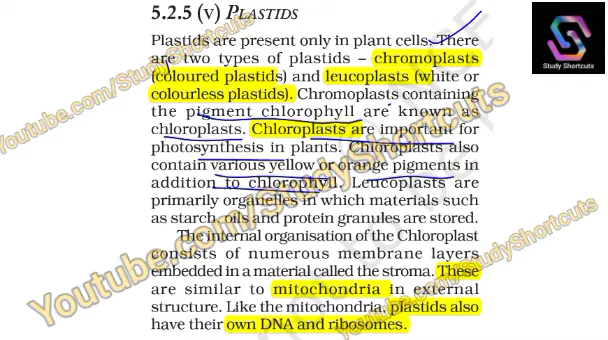 5.2.5 (V) PLASTIDS
Plastids are present only in plant cells. There
are two types of plastids – chromoplasts
(coloured plastids) and leucoplasts (white or
colourless plastids). Chromoplasts containing
the pigment chlorophyll are known as
chloroplasts. Chloroplasts are important for
photosynthesis in plants. Chloroplasts also
contain various yellow or orange pigments in
addition to chlorophyll. Leucoplasts are
primarily organelles in which materials such
as starch, oils and protein granules are stored.
The internal organisation of the Chloroplast
consists of numerous membrane layers
embedded in a material called the stroma. These
are similar to mitochondria in external
structure. Like the mitochondria, plastids also
have their own DNA and ribosomes.
Study Shortcuts
Youtube.com/StudyShortcuts
Youtube.com/StudyShortcuts